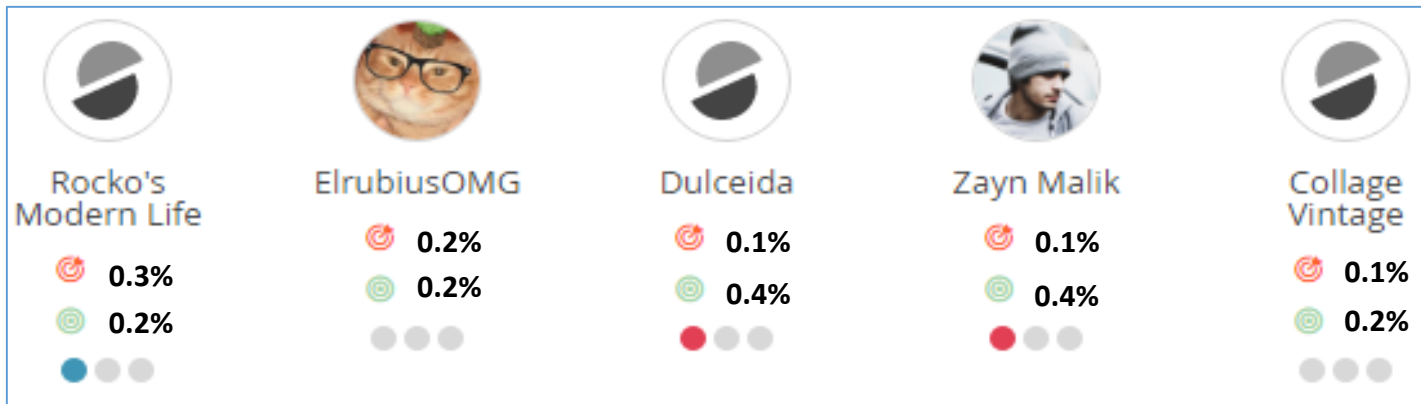 Rocko's
Modern Life
0.3%
0.2%
ElrubiusOMG
0.2%
0.2%
Dulceida
0.1%
0.4%
Zayn Malik
0.1%
0.4%
Collage
Vintage
0.1%
0.2%